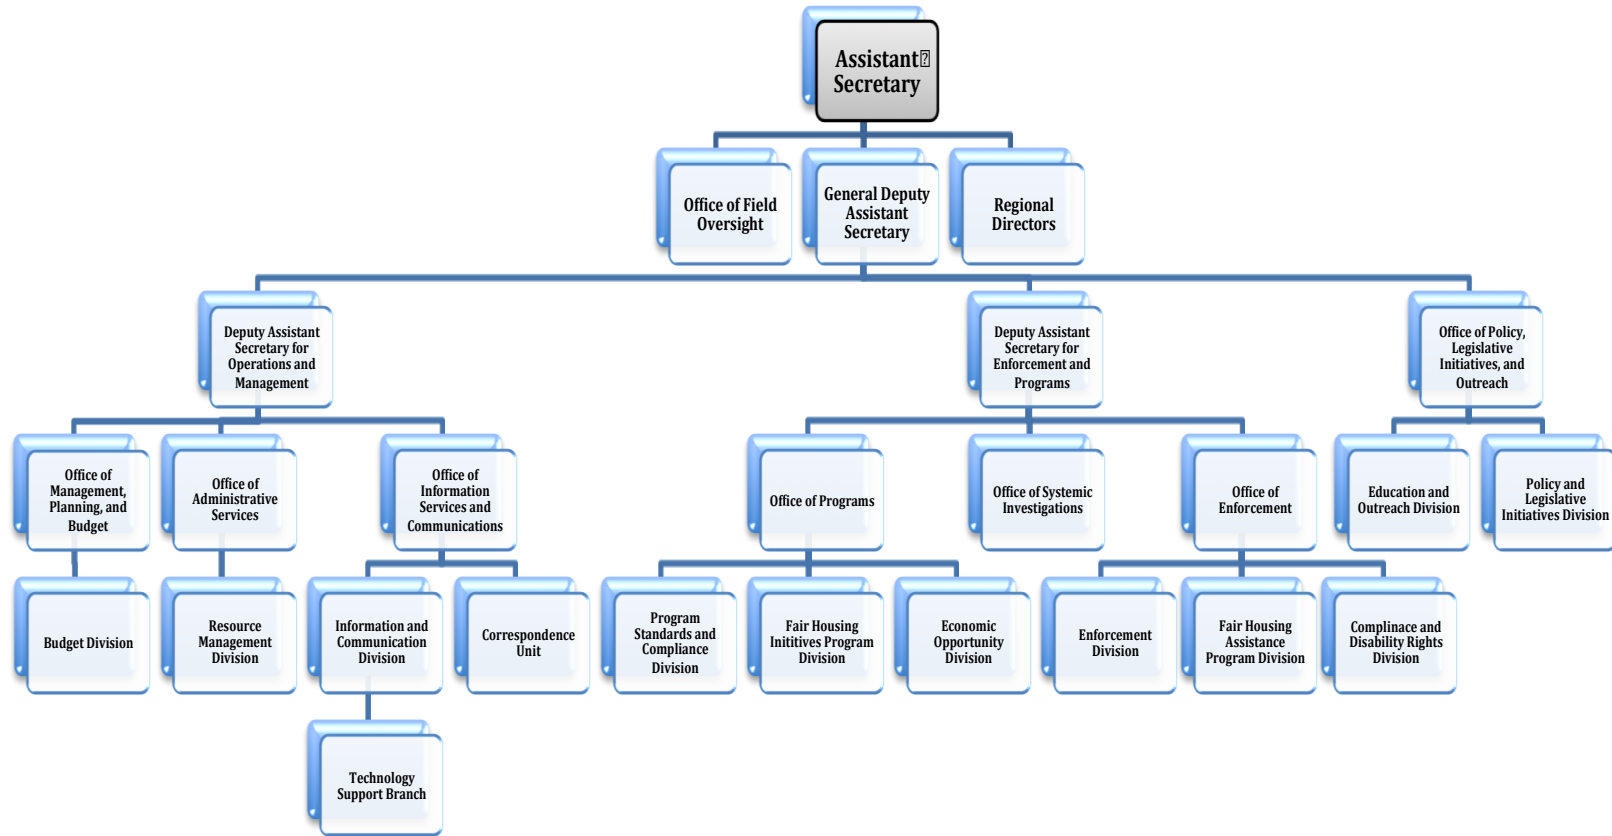 Assistant
Secretary
Office of Field
Oversight
General Deputy
Assistant
Secretary
Regional
Directors
Deputy Assistant
Secretary for
Operations and
Management
Deputy Assistant
Secretary for
Enforcement and
Programs
Office of Policy,
Legislative
Initiatives, and
Outreach
Office of
Management,
Planning, and
Budget
Office of
Administrative
Services
Office of
Information
Services and
Communications
Office of Programs
Office of Systemic
Investigations
Office of
Enforcement
Education and
Outreach Division
Policy and
Legislative
Initiatives Division
Budget Division
Resource
Management
Division
Information and
Communication
Division
Correspondence
Unit
Program
Standards and
Compliance
Division
Fair Housing
Inititives Program
Division
Economic
Opportunity
Division
Enforcement
Division
Fair Housing
Assistance
Program Division
Complinace and
Disability Rights
Division
Technology
Support Branch